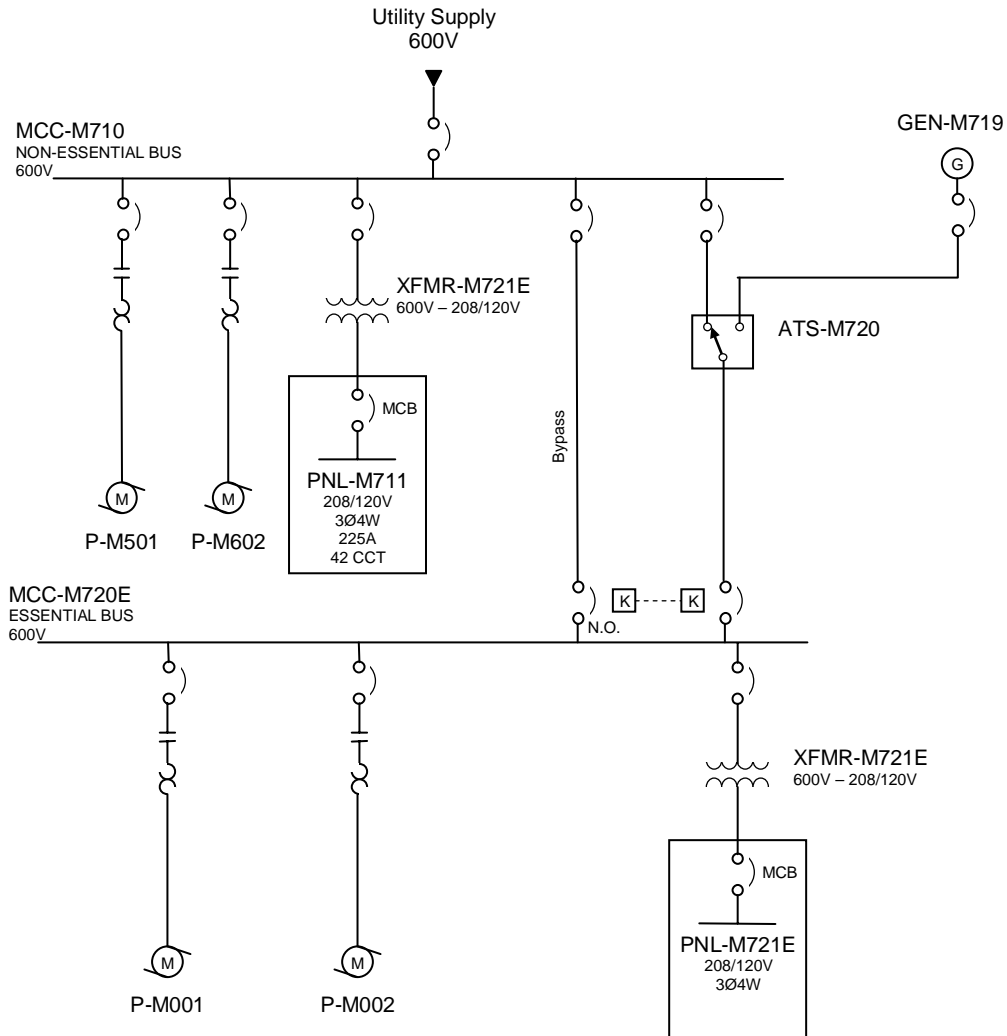 Utility Supply
600V
MCC-M710
NON-ESSENTIAL BUS
600V
GEN-M719
G
XFMR-M721E
600V – 208/120V
ATS-M720
MCB
Bypass
PNL-M711
208/120V
3Ø4W
225A
42 CCT
M
M
P-M501
P-M602
MCC-M720E
ESSENTIAL BUS
600V
K
K
N.O.
XFMR-M721E
600V – 208/120V
MCB
PNL-M721E
208/120V
3Ø4W
M
M
P-M001
P-M002